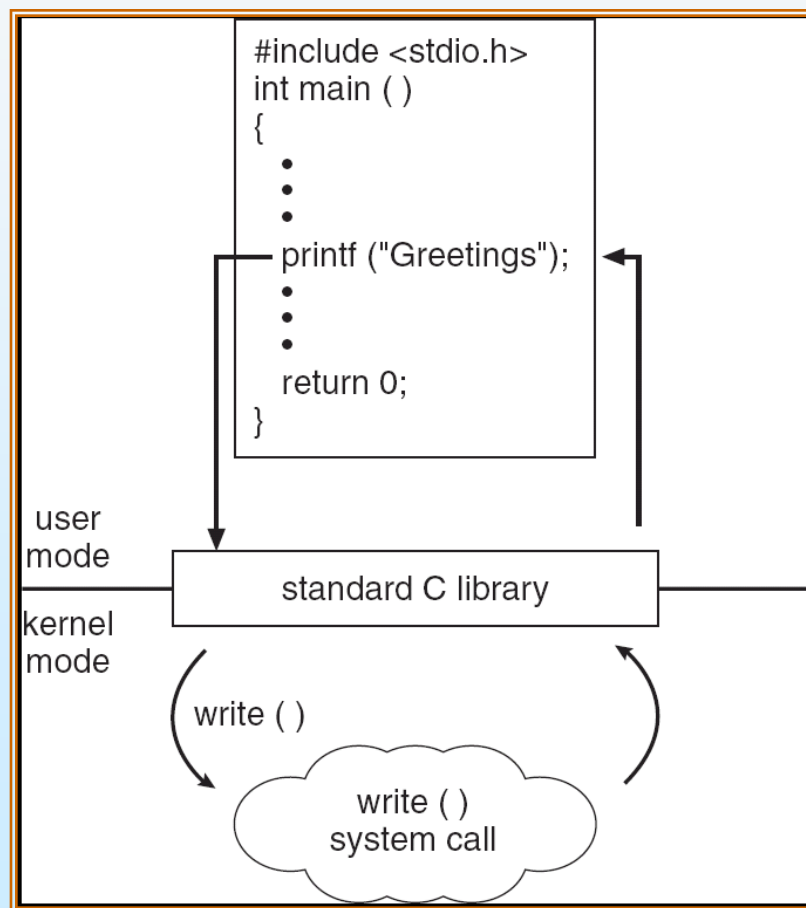 #include <stdio.h>
int main ( )
{
•
•
•
printf ("Greetings");
•
•
•
return 0;
}
user
mode
standard C library
kernel
mode
write ( )
write ( )
system call